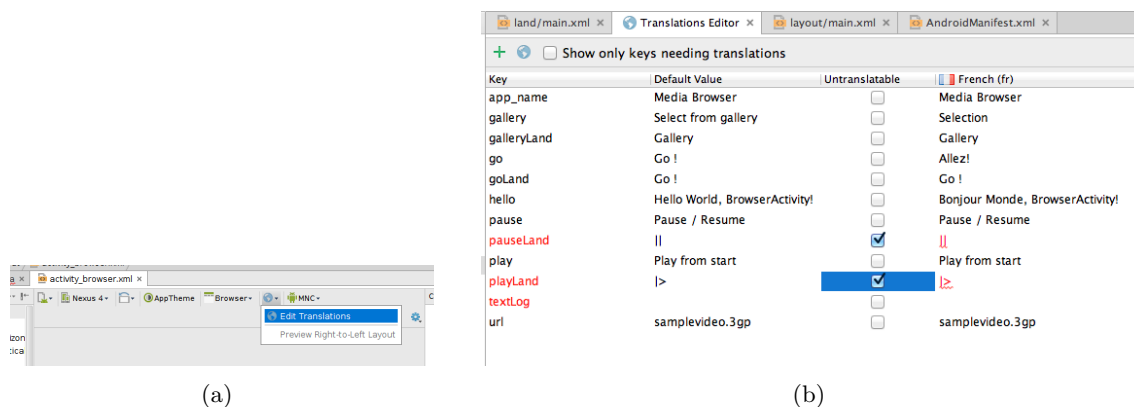 land/main.xml × Translations Editor × layout/main.xml × AndroidManifest.xml ×
+ Show only keys needing translations
Key Default Value Untranslatable French (fr)
app_name Media Browser Media Browser
gallery Select from gallery Selection
galleryLand Gallery Gallery
go Go ! Allez!
goLand Go ! Go !
hello Hello World, BrowserActivity! Bonjour Monde, BrowserActivity!
pause Pause / Resume Pause / Resume
pauseLand || ||
play Play from start Play from start
playLand |> |>
textLog
url samplevideo.3gp samplevideo.3gp
activity_browser.xml ×
Nexus 4 AppTheme Browser MNC
Edit Translations
Preview Right-to-Left Layout
(a)
(b)